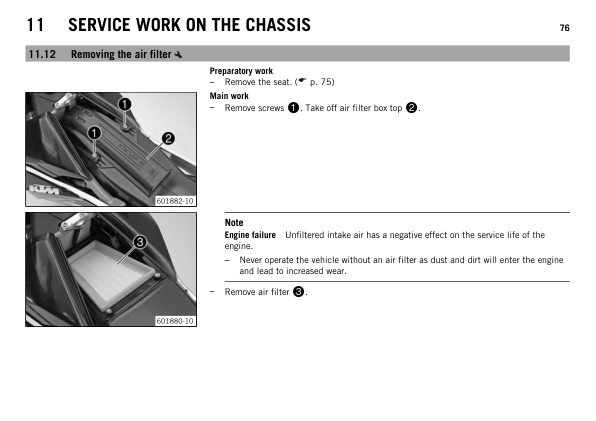 11 SERVICE WORK ON THE CHASSIS 76
11.12 Removing the air filter
Preparatory work
– Remove the seat. (☛ p. 75)
Main work
– Remove screws ❶. Take off air filter box top ❷.
1
1
2
KTM
601882-10
Note
Engine failure Unfiltered intake air has a negative effect on the service life of the
engine.
– Never operate the vehicle without an air filter as dust and dirt will enter the engine
and lead to increased wear.
– Remove air filter ❸.
3
601880-10